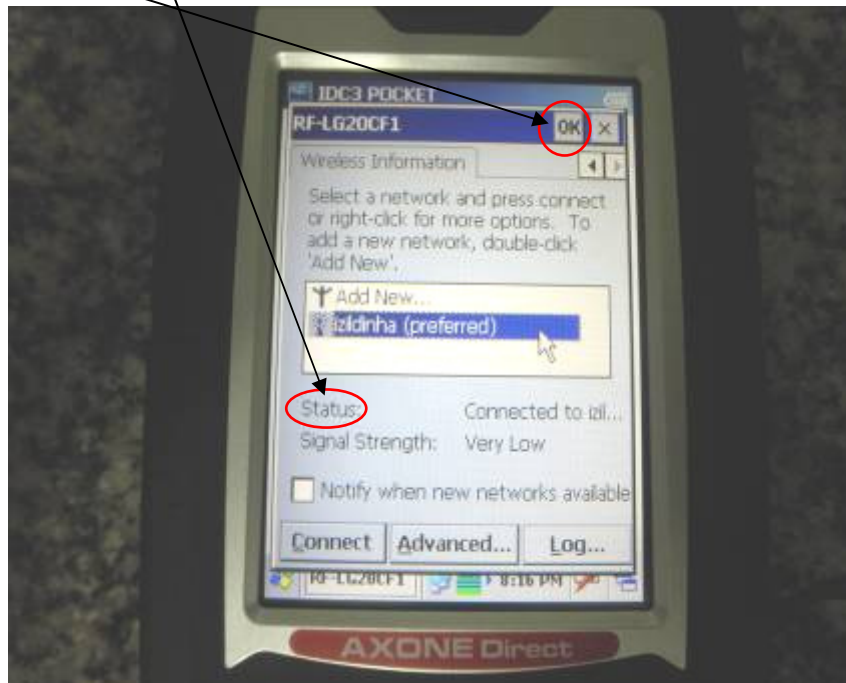 IDC3 POCKET
RF-LG20CF1 OK ×
Wireless Information
Select a network and press connect
or right-click for more options. To
add a new network, double-click
'Add New'.
Add New...
izildinha (preferred)
Status: Connected to izil...
Signal Strength: Very Low
Notify when new networks available
Connect Advanced... Log...
RF-LG20CF1 8:16 PM
AXONE Direct